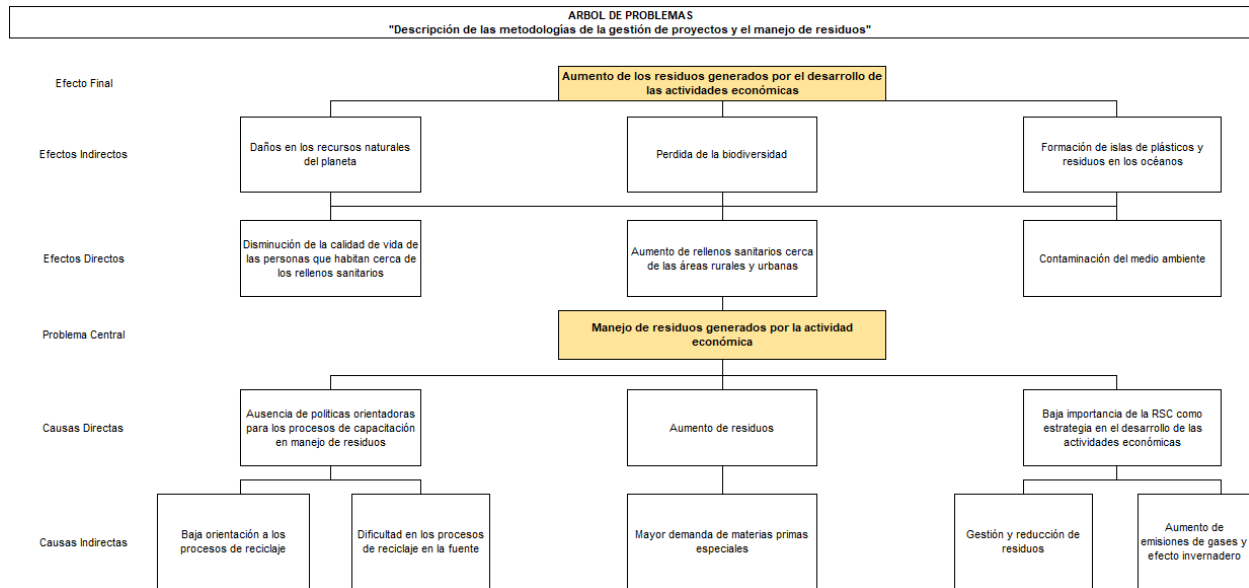 ARBOL DE PROBLEMAS
"Descripción de las metodologías de la gestión de proyectos y el manejo de residuos"
Efecto Final
Aumento de los residuos generados por el desarrollo de
las actividades económicas
Efectos Indirectos
Daños en los recursos naturales
del planeta
Perdida de la biodiversidad
Formación de islas de plásticos y
residuos en los océanos
Efectos Directos
Disminución de la calidad de vida de
las personas que habitan cerca de
los rellenos sanitarios
Aumento de rellenos sanitarios cerca
de las áreas rurales y urbanas
Contaminación del medio ambiente
Problema Central
Manejo de residuos generados por la actividad
económica
Causas Directas
Ausencia de politicas orientadoras
para los procesos de capacitación
en manejo de residuos
Aumento de residuos
Baja importancia de la RSC como
estrategia en el desarrollo de las
actividades económicas
Causas Indirectas
Baja orientación a los
procesos de reciclaje
Dificultad en los procesos
de reciclaje en la fuente
Mayor demanda de materias primas
especiales
Gestión y reducción de
residuos
Aumento de
emisiones de gases y
efecto invernadero